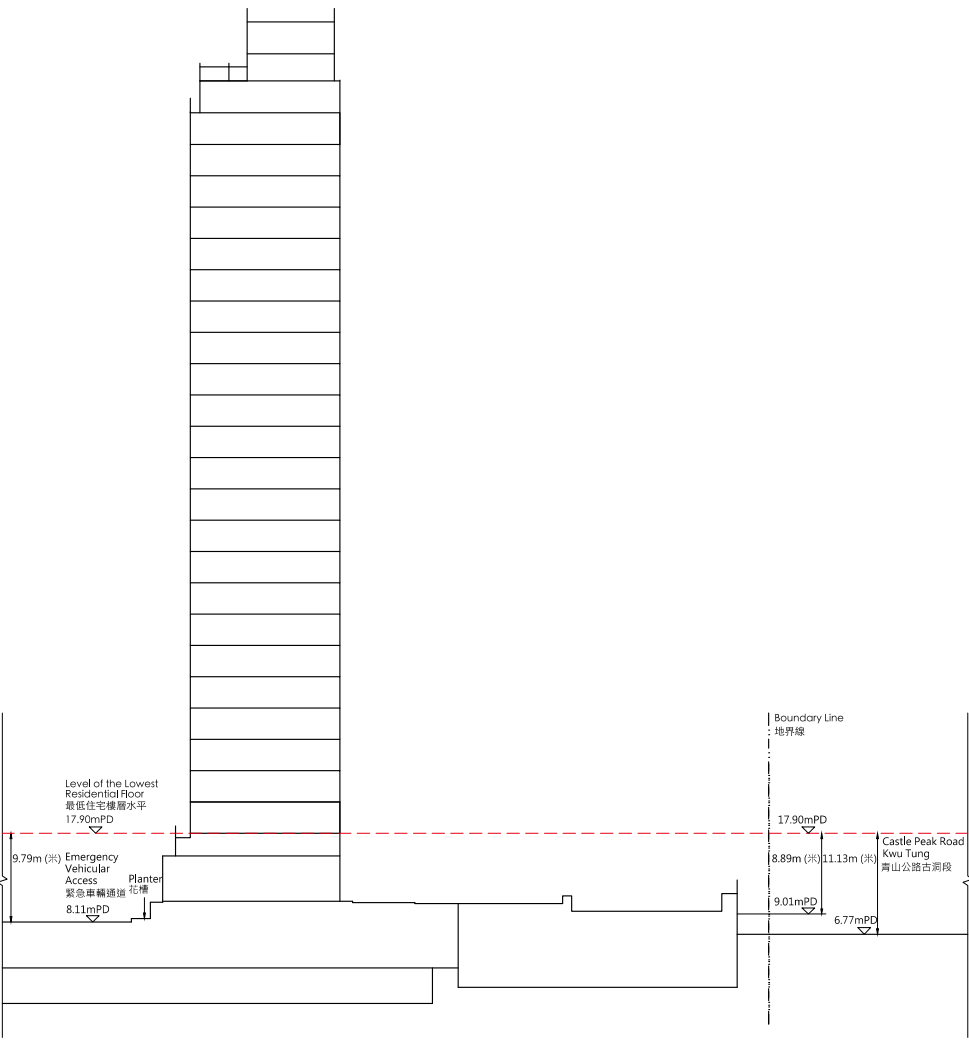 Boundary Line
地界線
Level of the Lowest
Residential Floor
最低住宅樓層水平
17.90mPD
17.90mPD
9.79m (米)
Emergency
Vehicular
Access
緊急車輛通道
8.11mPD
Planter
花槽
8.89m (米)
11.13m (米)
Castle Peak Road
Kwu Tung
青山公路古洞段
9.01mPD
6.77mPD